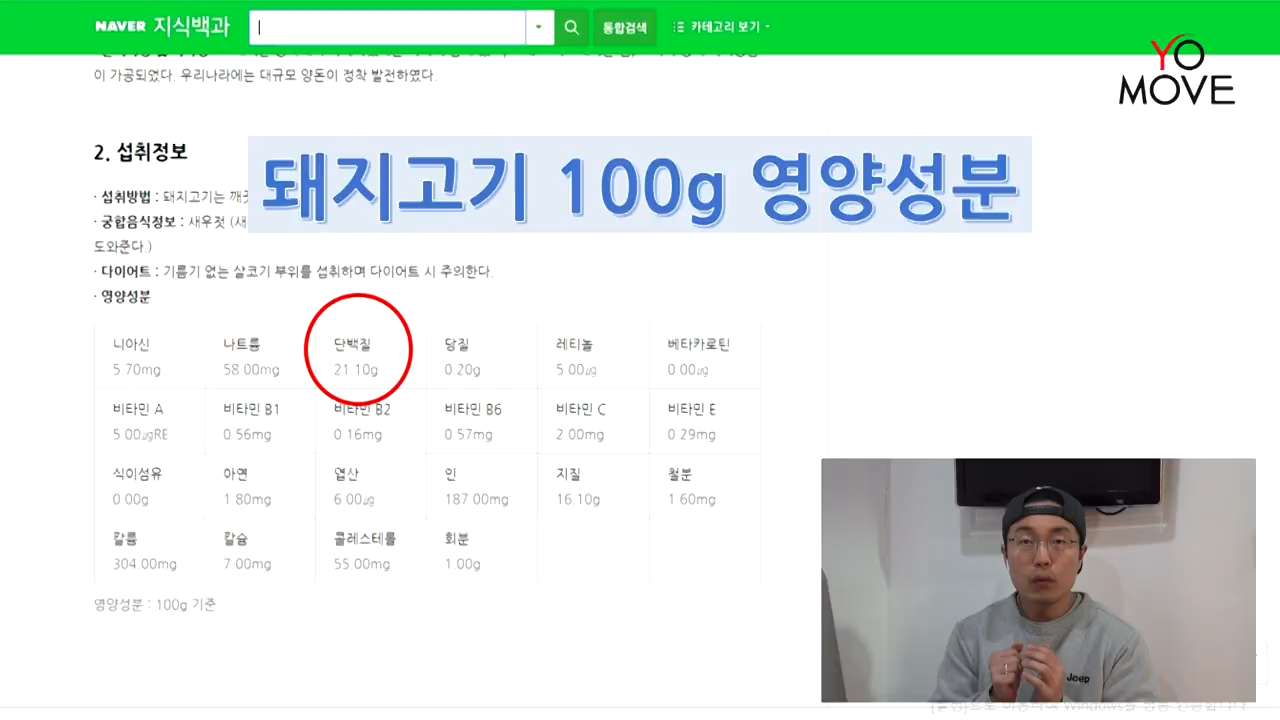 NAVER 지식백과
통합검색
카테고리 보기
YO
MOVE
이 가공되었다. 우리나라에는 대규모 양돈이 정착 발전하였다.
2. 섭취정보
돼지고기 100g 영양성분
· 섭취방법 : 돼지고기는 깨끗
· 궁합음식정보 : 새우젓 (새
도와준다.)
· 다이어트 : 기름기 없는 살코기 부위를 섭취하며 다이어트 시 주의한다.
· 영양성분
니아신 나트륨 단백질 당질 레티놀 베타카로틴
5.70mg 58.00mg 21.10g 0.20g 5.00㎍ 0.00㎍
비타민 A 비타민 B1 비타민 B2 비타민 B6 비타민 C 비타민 E
5.00㎍RE 0.56mg 0.16mg 0.57mg 2.00mg 0.29mg
식이섬유 아연 엽산 인 지질 철분
0.00g 1.80mg 6.00㎍ 187.00mg 16.10g 1.60mg
칼륨 칼슘 콜레스테롤 회분
304.00mg 7.00mg 55.00mg 1.00g
영양성분 : 100g 기준
Jeep